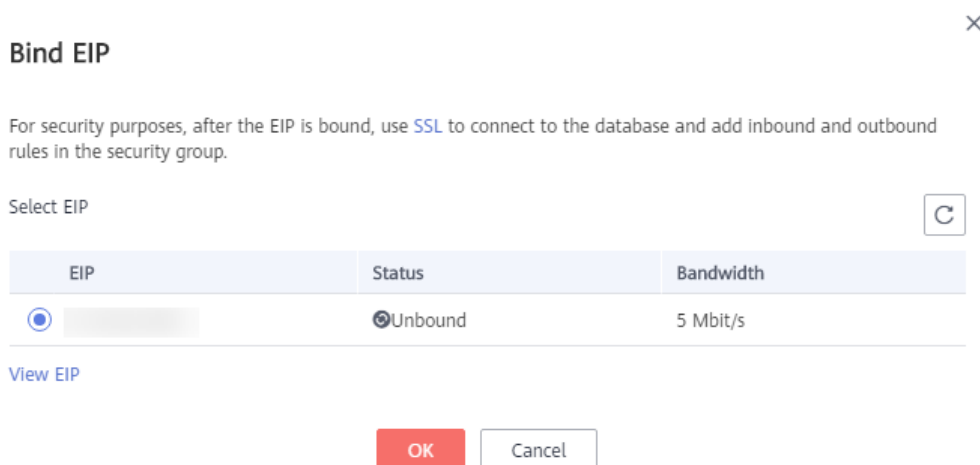 Bind EIP
For security purposes, after the EIP is bound, use SSL to connect to the database and add inbound and outbound
rules in the security group.
Select EIP
EIP Status Bandwidth
Unbound 5 Mbit/s
View EIP
OK Cancel